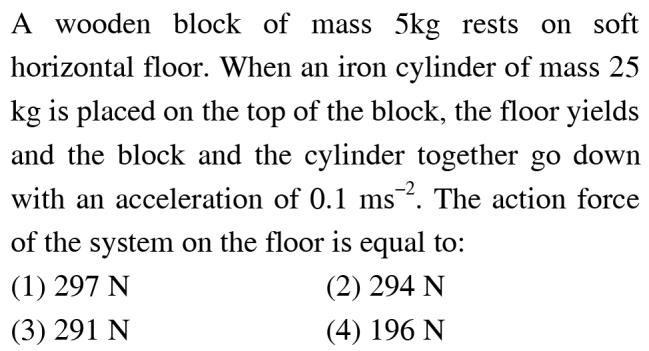 A wooden block of mass 5kg rests on soft
horizontal floor. When an iron cylinder of mass 25
kg is placed on the top of the block, the floor yields
and the block and the cylinder together go down
with an acceleration of 0.1 ms⁻². The action force
of the system on the floor is equal to:
(1) 297 N (2) 294 N
(3) 291 N (4) 196 N